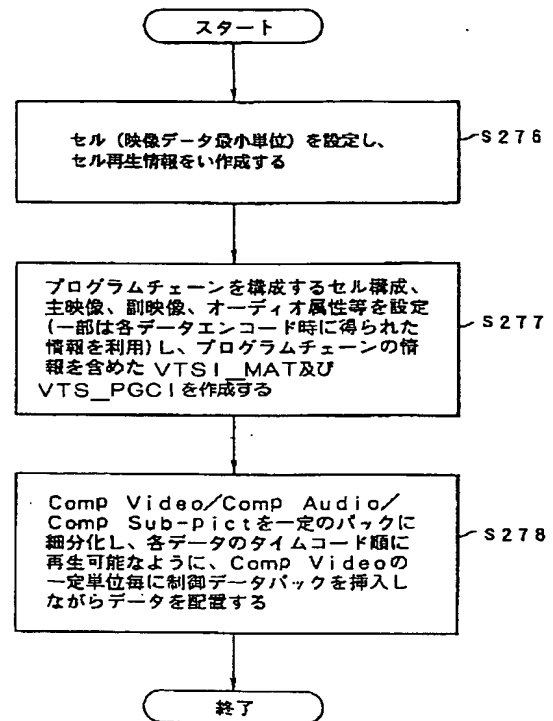 スタート
セル（映像データ最小単位）を設定し、
セル再生情報をい作成する
S276
プログラムチェーンを構成するセル構成、
主映像、副映像、オーディオ属性等を設定
(一部は各データエンコード時に得られた
情報を利用)し、プログラムチェーンの情
報を含めたVTSI_MAT及び
VTS_PGCIを作成する
S277
Comp Video/Comp Audio/
Comp Sub-pictを一定のパックに
細分化し、各データのタイムコード順に
再生可能なように、Comp Videoの
一定単位毎に制御データパックを挿入し
ながらデータを配置する
S278
終了